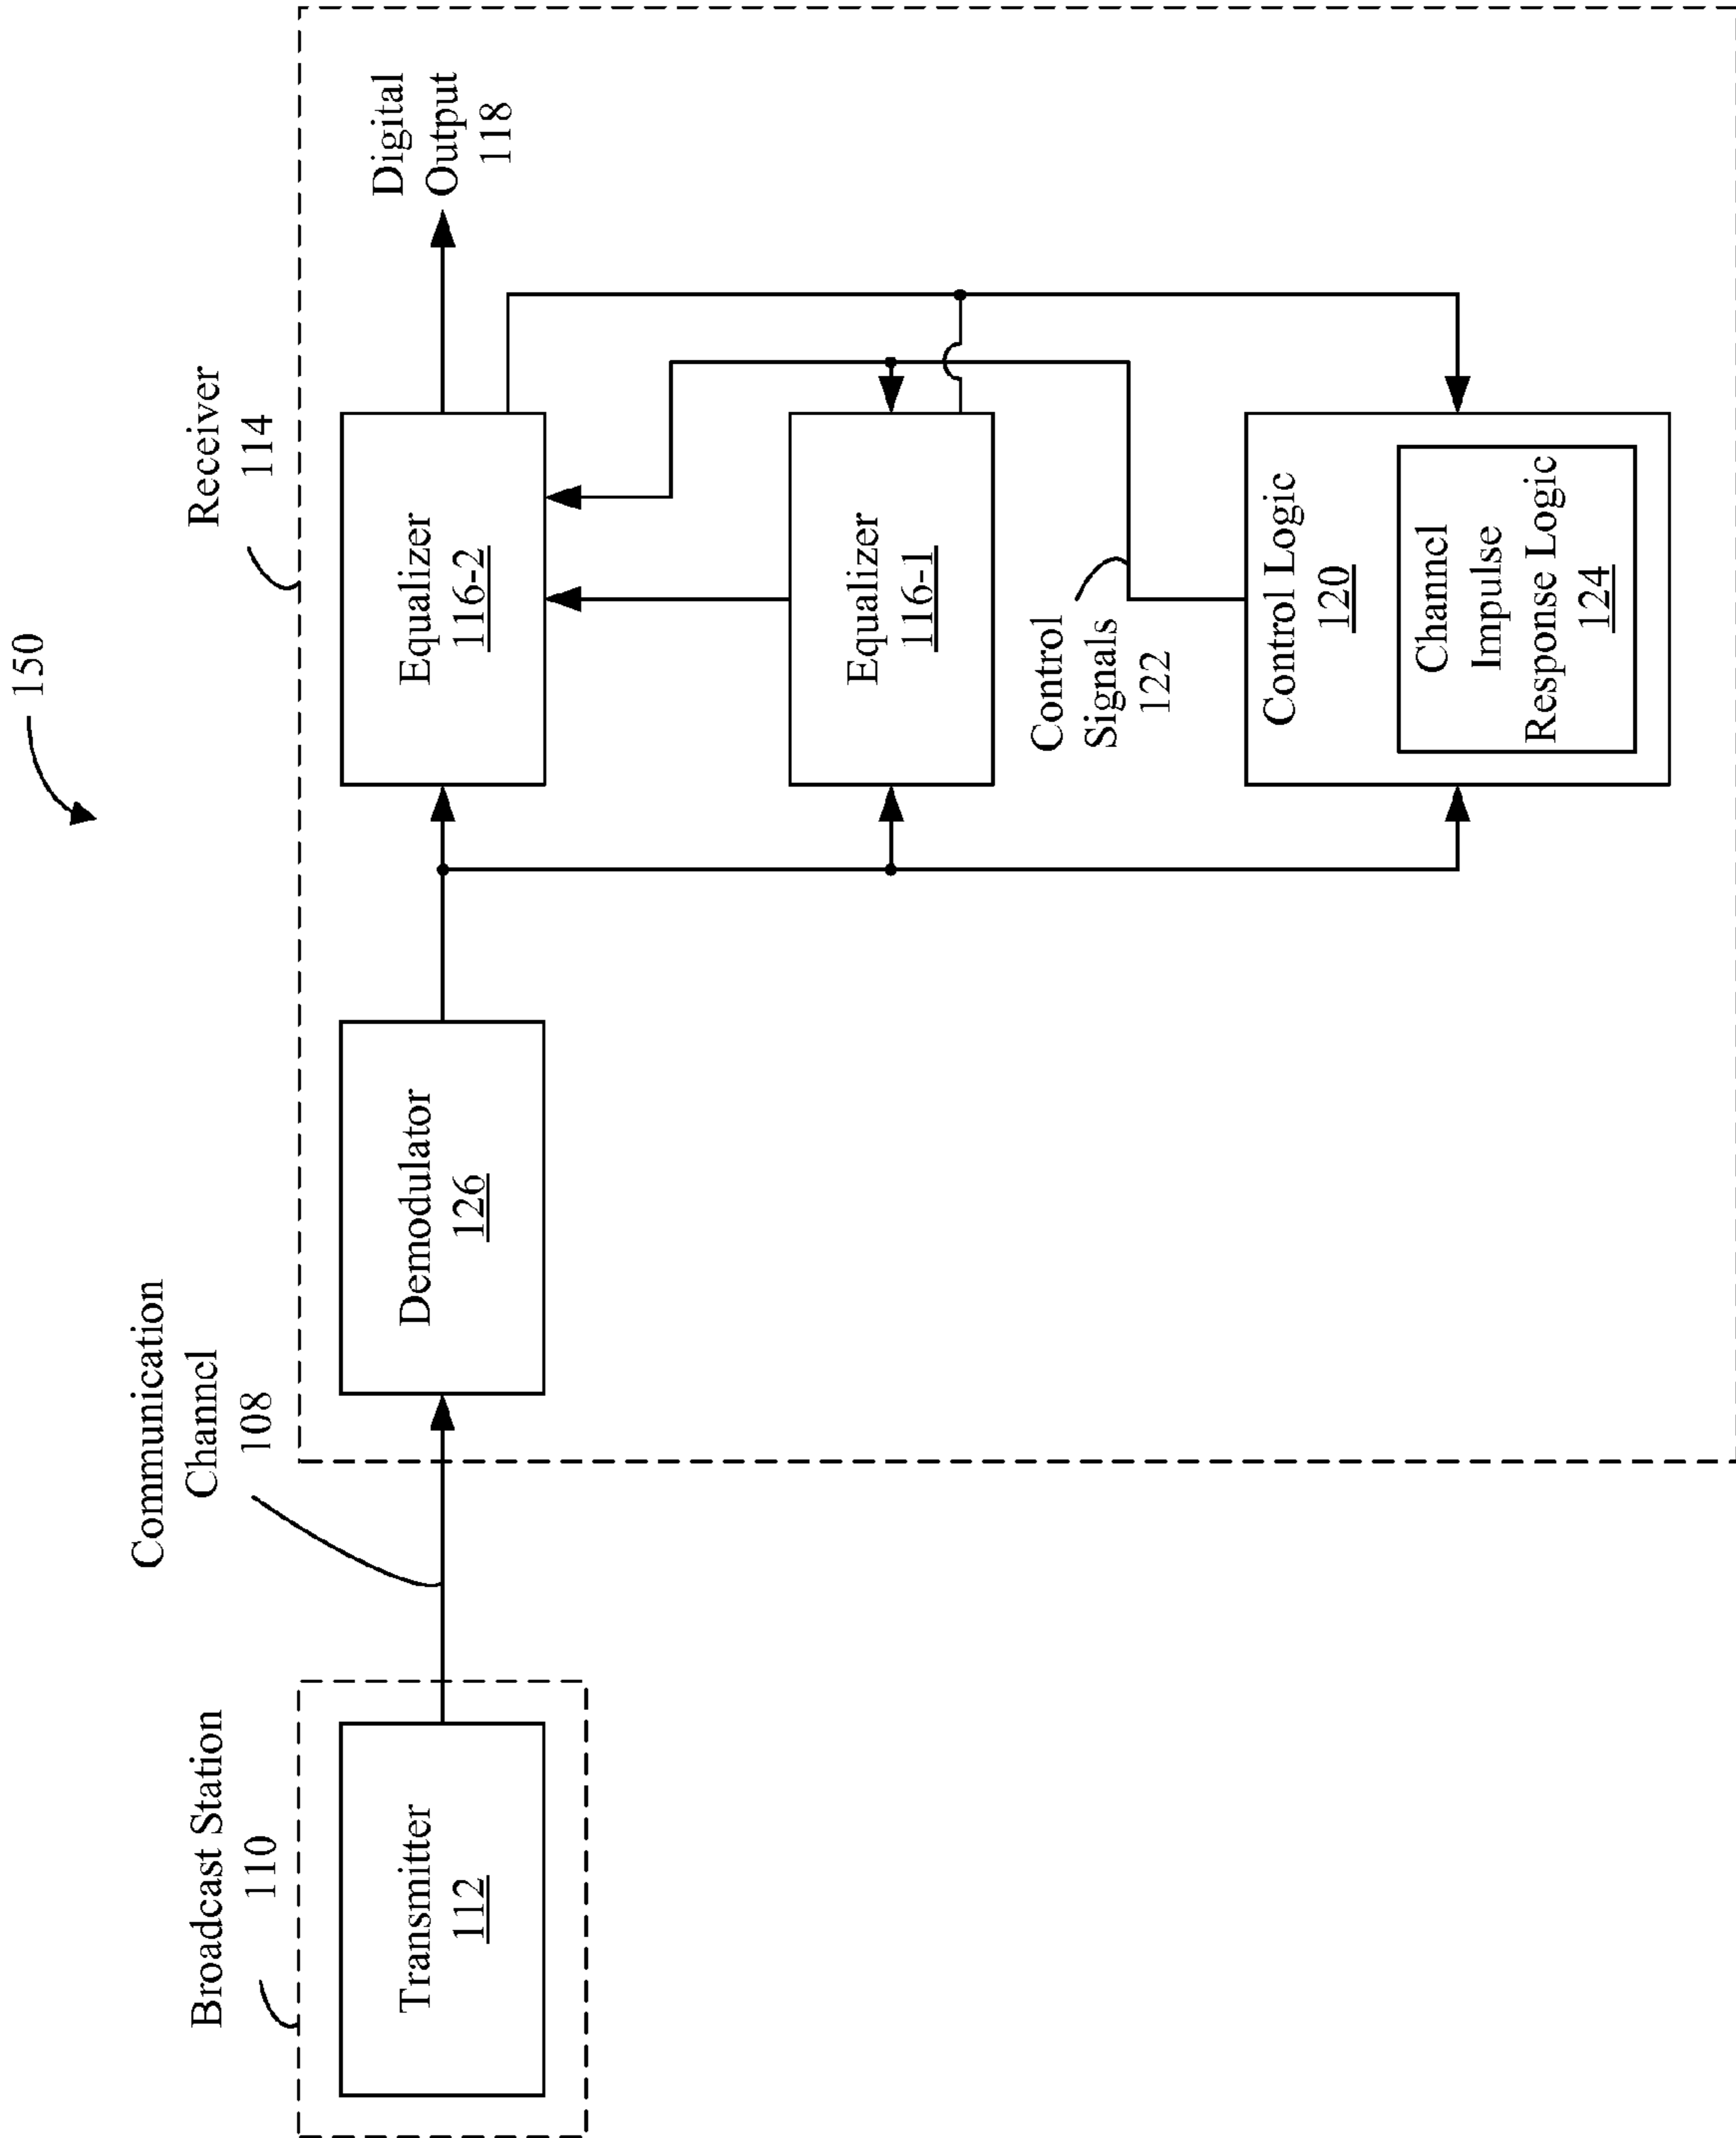 150
Broadcast Station
110
Transmitter
112
Communication
Channel
108
Receiver
114
Demodulator
126
Equalizer
116-2
Digital
Output
118
Equalizer
116-1
Control
Signals
122
Control Logic
120
Channel
Impulse
Response Logic
124